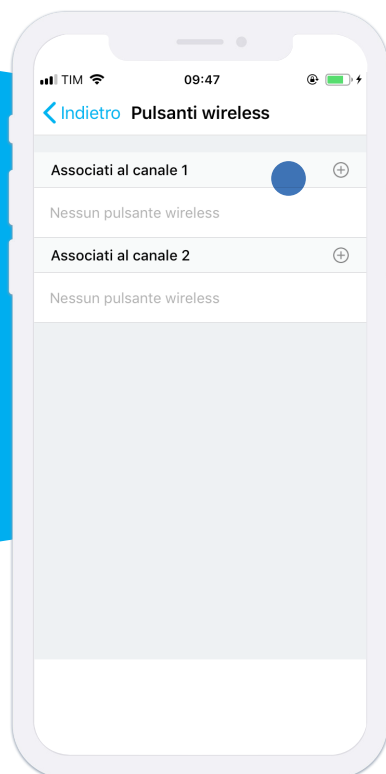 TIM 09:47
Indietro Pulsanti wireless
Associati al canale 1
Nessun pulsante wireless
Associati al canale 2
Nessun pulsante wireless